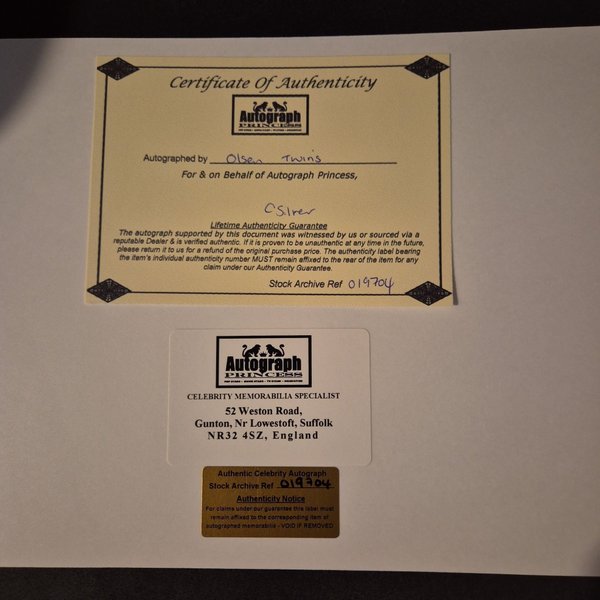 Certificate Of Authenticity
Autograph
PRINCESS
Autographed by Olsen Twins
For & on Behalf of Autograph Princess,
CSilver
Lifetime Authenticity Guarantee
The autograph supported by this document was witnessed by us or sourced via a
reputable Dealer & is verified authentic. If it is proven to be unauthentic at any time in the future,
please return it to us for a refund of the original purchase price. The authenticity label bearing
the item's individual authenticity number MUST remain affixed to the rear of the item for any
claim under our Authenticity Guarantee.
Stock Archive Ref 019704
Autograph
PRINCESS
CELEBRITY MEMORABILIA SPECIALIST
52 Weston Road,
Gunton, Nr Lowestoft, Suffolk
NR32 4SZ, England
Authentic Celebrity Autograph
Stock Archive Ref 019704
Authenticity Notice
For claims under our guarantee this label must
remain affixed to the corresponding item of
autographed memorabilia - VOID IF REMOVED